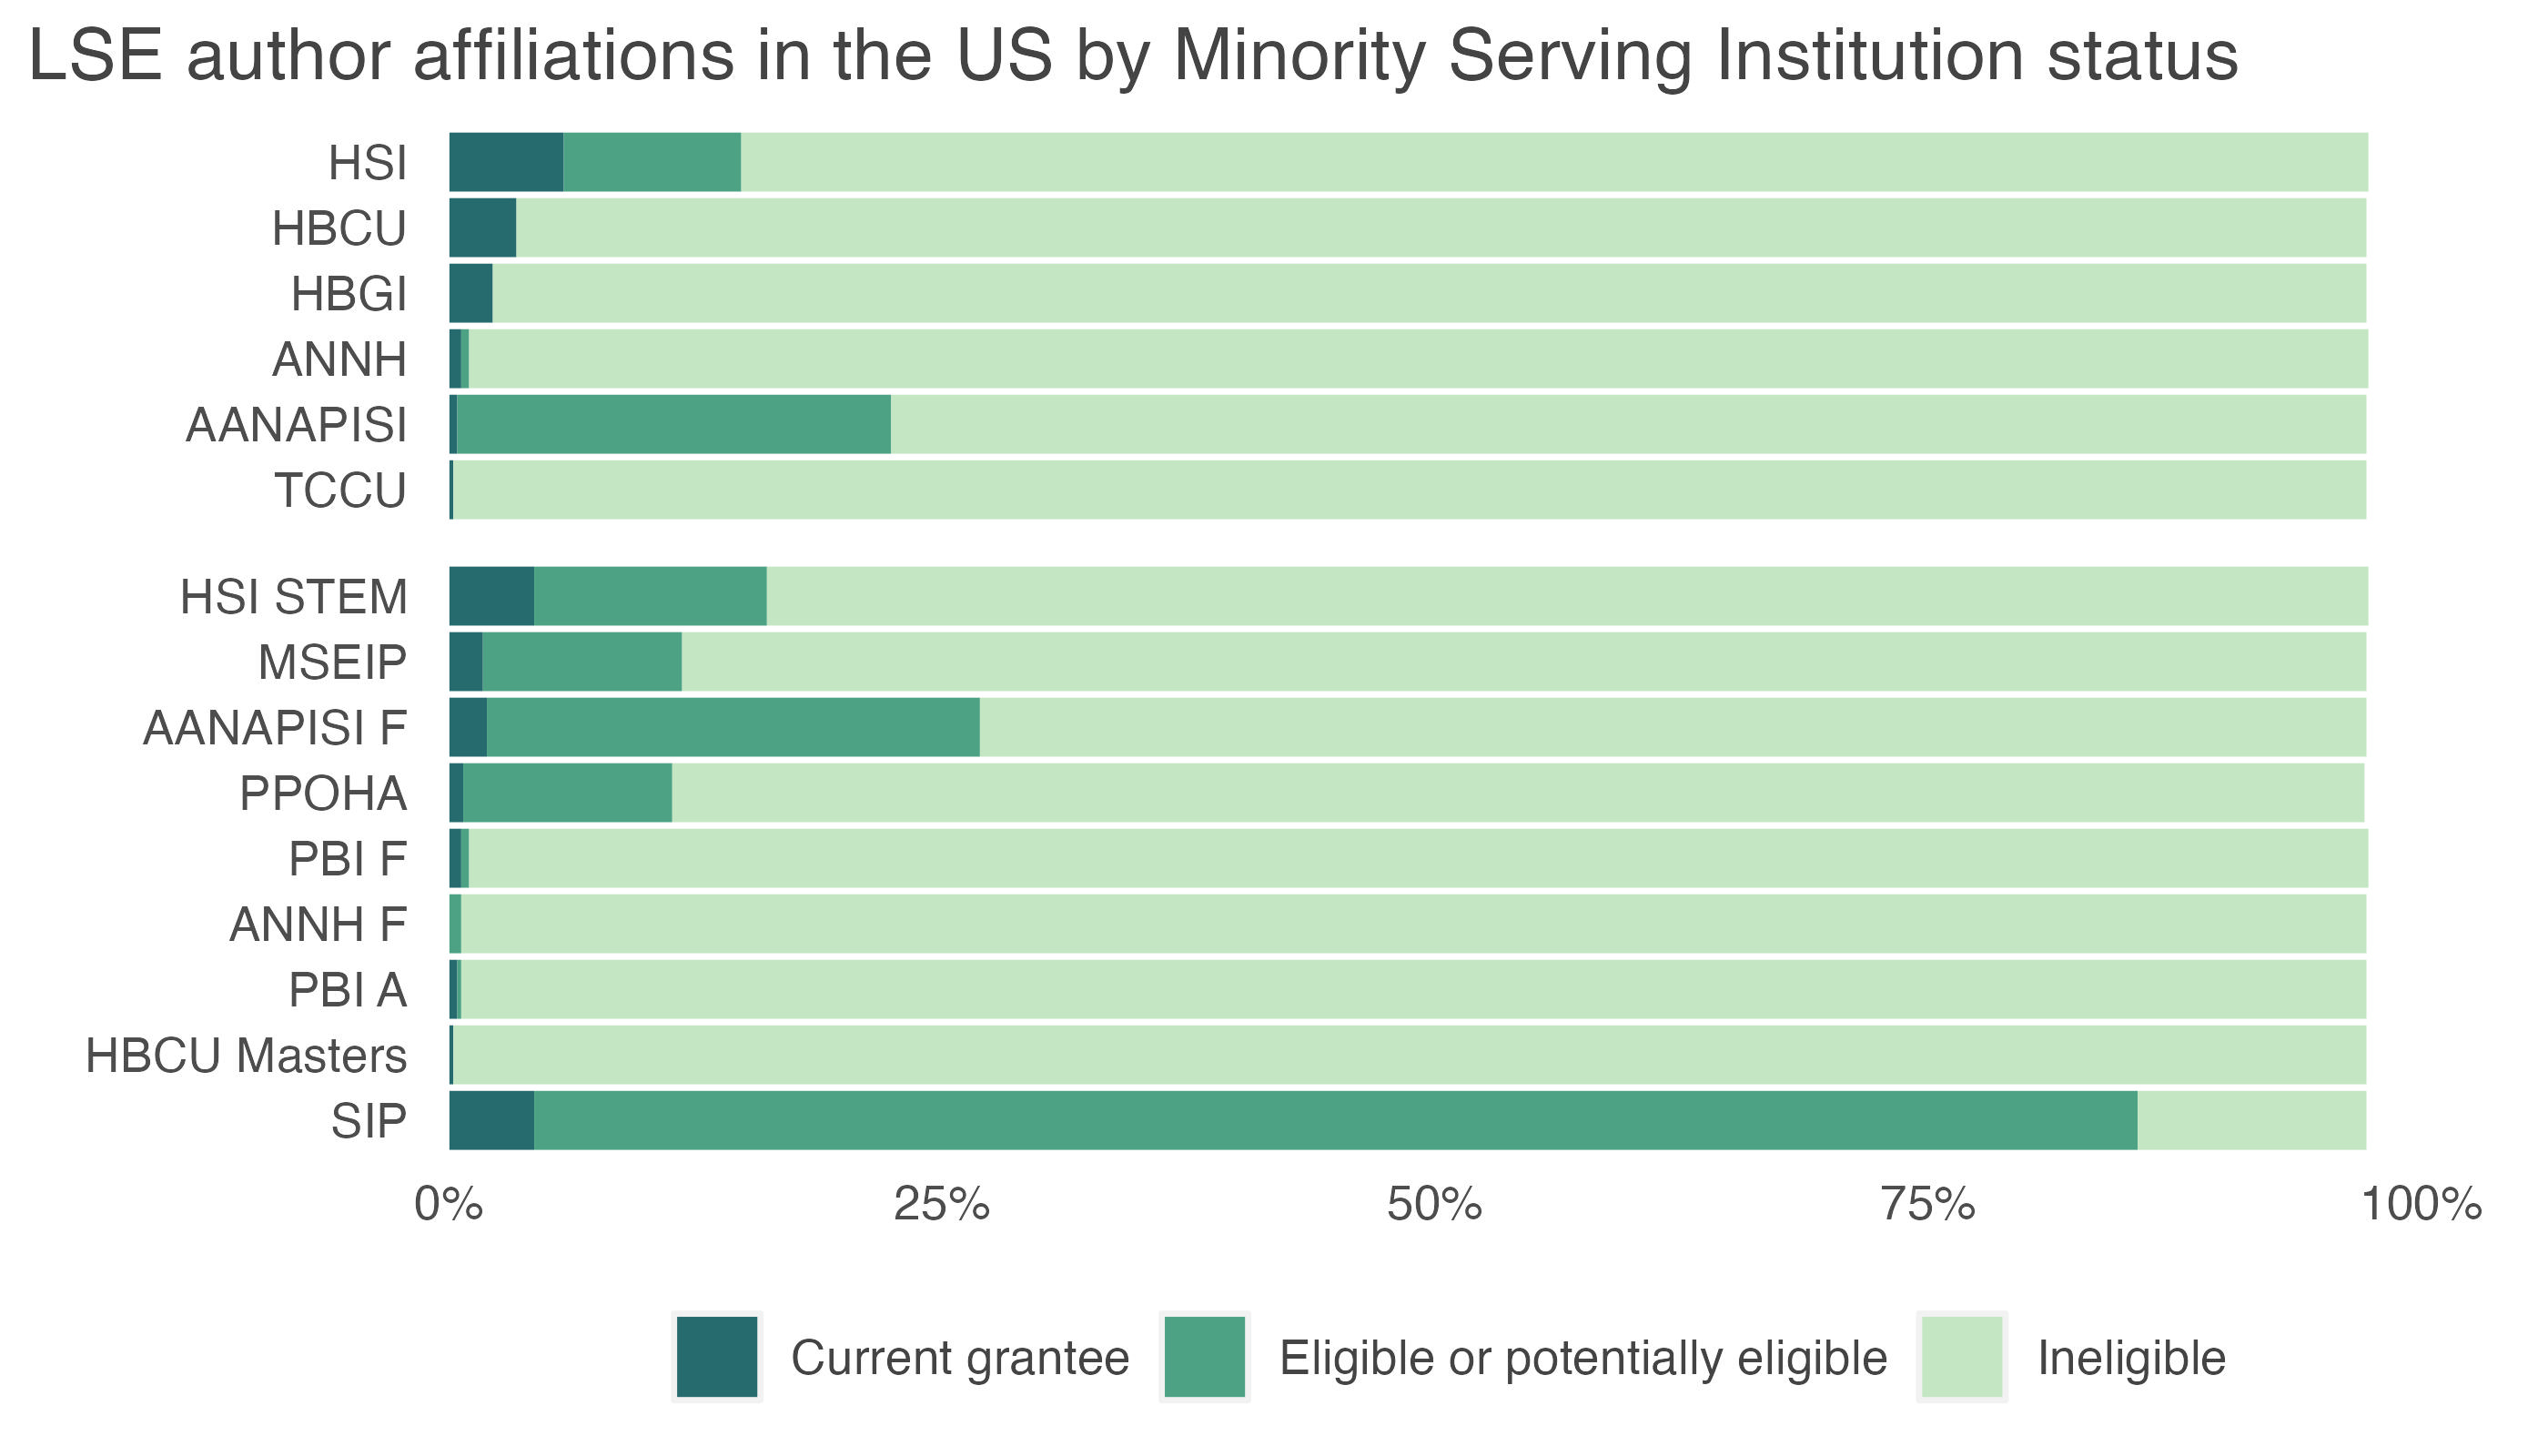 LSE author affiliations in the US by Minority Serving Institution status
HSI
HBCU
HBGI
ANNH
AANAPISI
TCCU
HSI STEM
MSEIP
AANAPISI F
PPOHA
PBI F
ANNH F
PBI A
HBCU Masters
SIP
0% 25% 50% 75% 100%
Current grantee Eligible or potentially eligible Ineligible